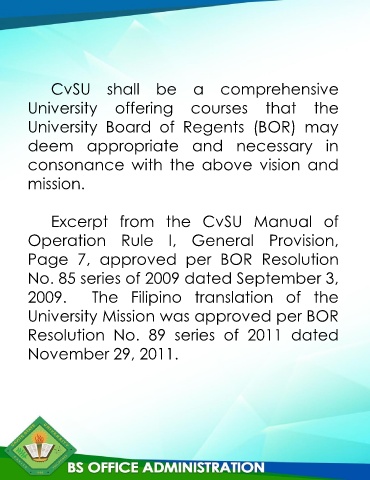 CvSU shall be a comprehensive
University offering courses that the
University Board of Regents (BOR) may
deem appropriate and necessary in
consonance with the above vision and
mission.
Excerpt from the CvSU Manual of
Operation Rule I, General Provision,
Page 7, approved per BOR Resolution
No. 85 series of 2009 dated September 3,
2009. The Filipino translation of the
University Mission was approved per BOR
Resolution No. 89 series of 2011 dated
November 29, 2011.
BS OFFICE ADMINISTRATION